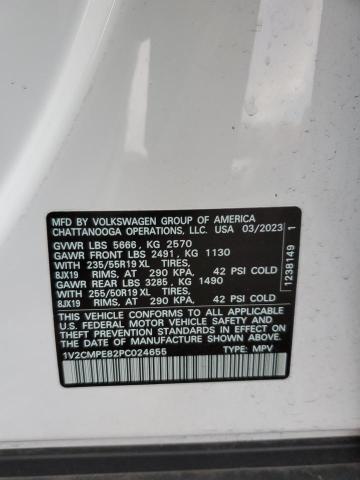 MFD BY VOLKSWAGEN GROUP OF AMERICA
CHATTANOOGA OPERATIONS, LLC. USA 03/2023
GVWR LBS 5666, KG 2570
GAWR FRONT LBS 2491, KG 1130
WITH 235/55R19 XL TIRES.
8JX19 RIMS, AT 290 KPA, 42 PSI COLD
GAWR REAR LBS 3285, KG 1490
WITH 255/50R19 XL TIRES.
8JX19 RIMS, AT 290 KPA, 42 PSI COLD
THIS VEHICLE CONFORMS TO ALL APPLICABLE
U.S. FEDERAL MOTOR VEHICLE SAFETY, BUMPER,
THEFT PREVENTION STANDARDS IN EFFECT ON THE
DATE OF MANUFACTURE SHOWN ABOVE.
1V2CMPE82PC024655 TYPE: MPV
1238149 1